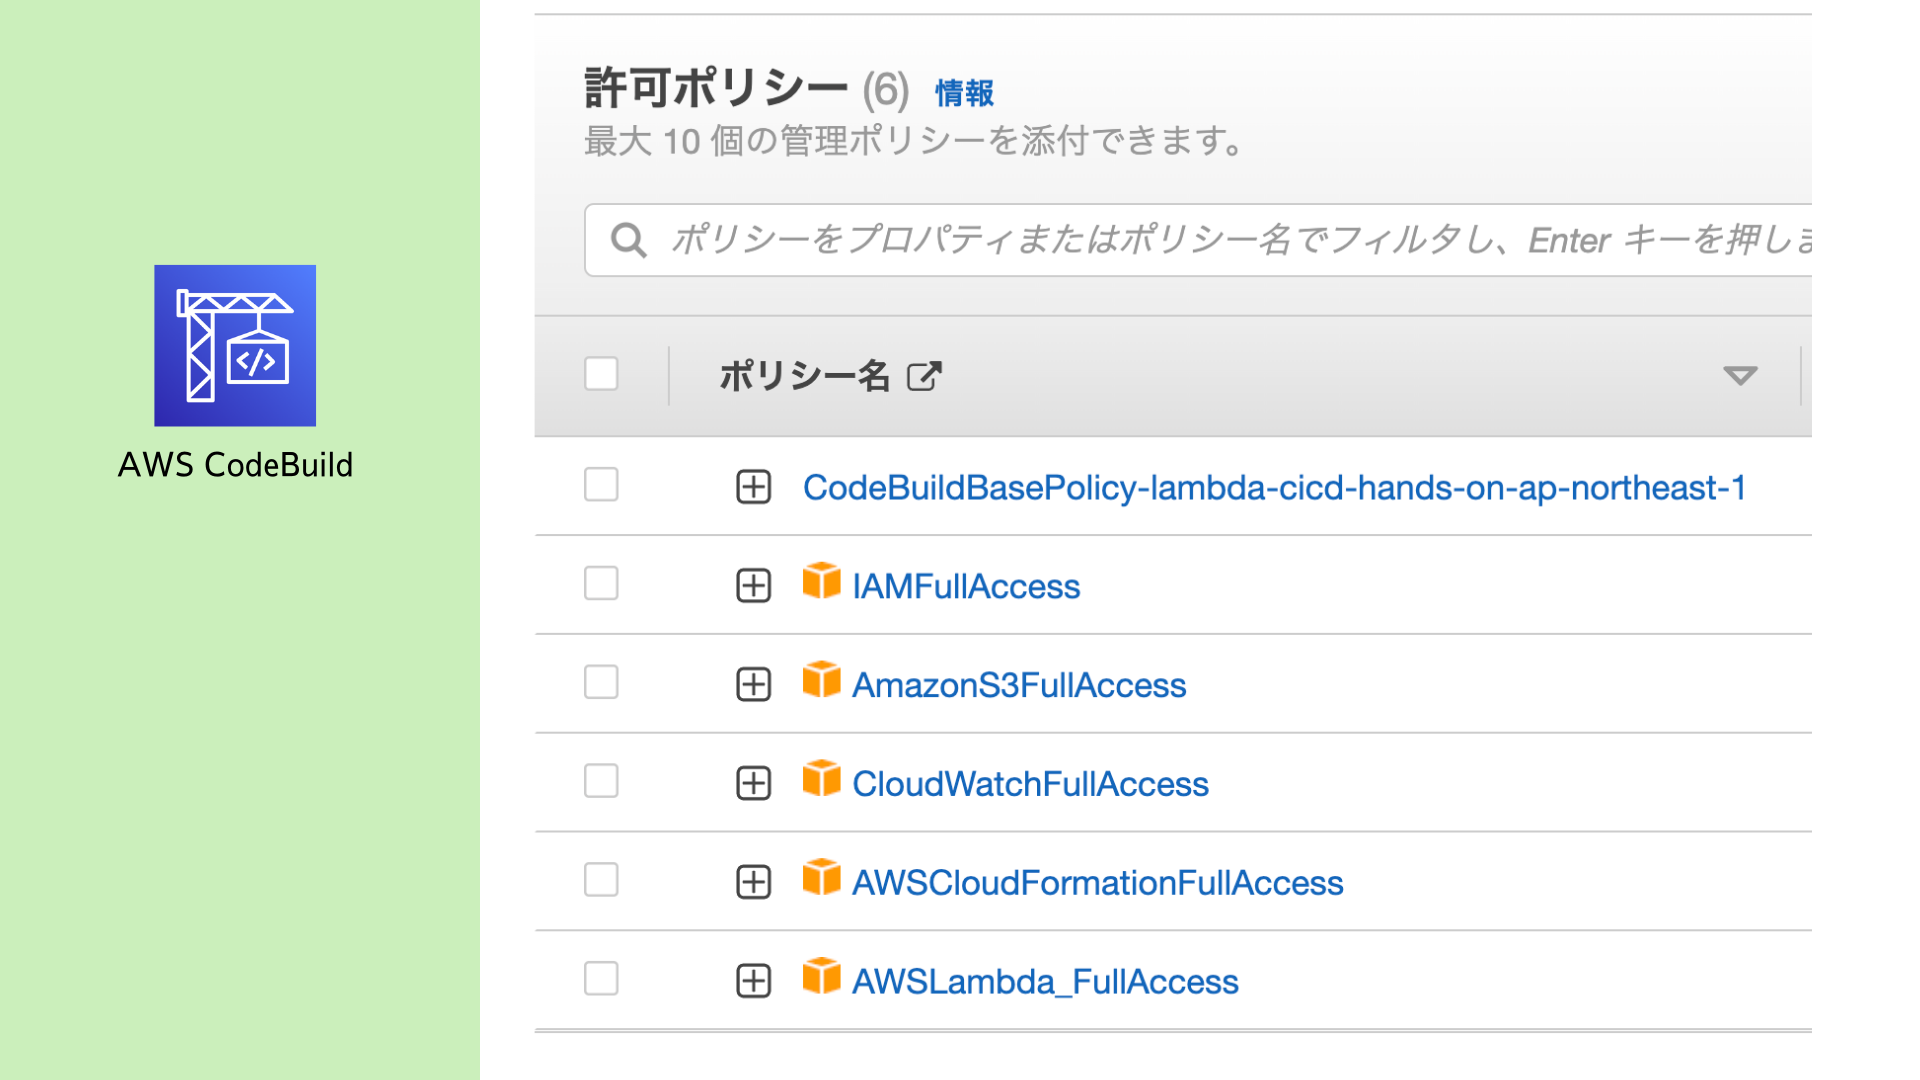 AWS CodeBuild
許可ポリシー (6) 情報
最大 10 個の管理ポリシーを添付できます。
ポリシーをプロパティまたはポリシー名でフィルタし、Enter キーを押しま
ポリシー名
CodeBuildBasePolicy-lambda-cicd-hands-on-ap-northeast-1
IAMFullAccess
AmazonS3FullAccess
CloudWatchFullAccess
AWSCloudFormationFullAccess
AWSLambda_FullAccess